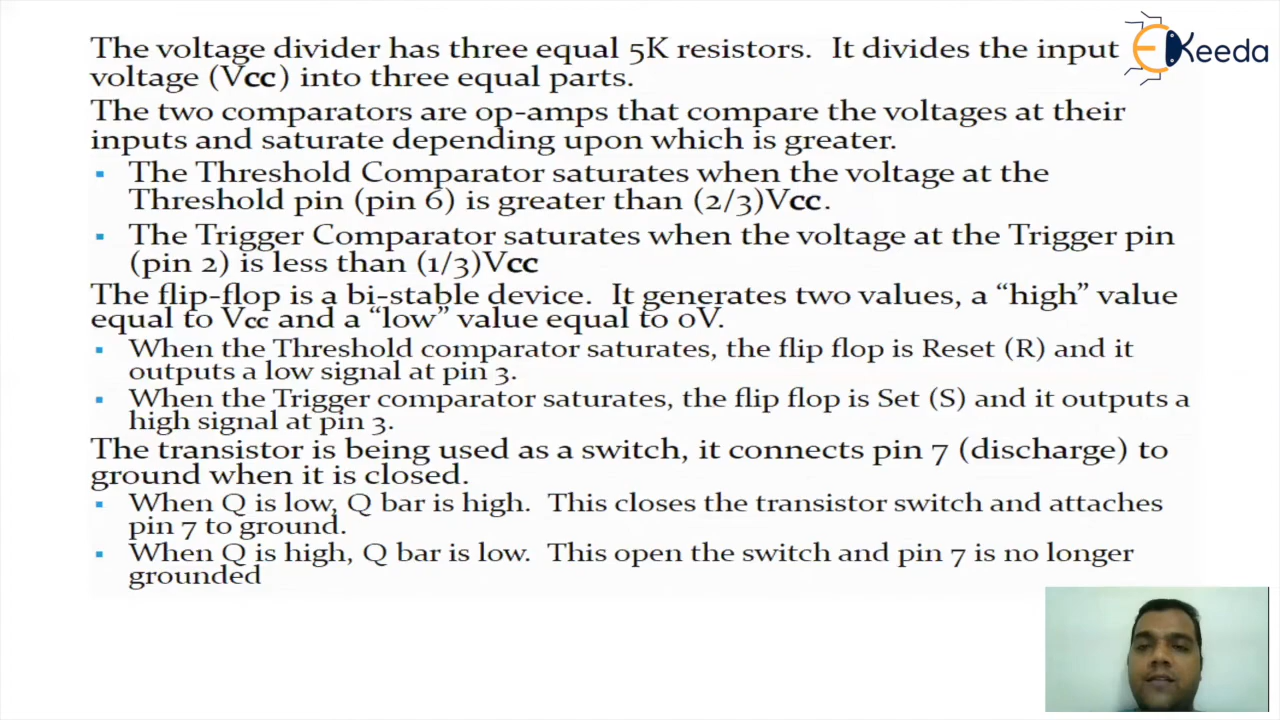 EKeeda
The voltage divider has three equal 5K resistors. It divides the input
voltage (Vcc) into three equal parts.
The two comparators are op-amps that compare the voltages at their
inputs and saturate depending upon which is greater.
▪ The Threshold Comparator saturates when the voltage at the
Threshold pin (pin 6) is greater than (2/3)Vcc.
▪ The Trigger Comparator saturates when the voltage at the Trigger pin
(pin 2) is less than (1/3)Vcc
The flip-flop is a bi-stable device. It generates two values, a “high” value
equal to Vcc and a “low” value equal to 0V.
▪ When the Threshold comparator saturates, the flip flop is Reset (R) and it
outputs a low signal at pin 3.
▪ When the Trigger comparator saturates, the flip flop is Set (S) and it outputs a
high signal at pin 3.
The transistor is being used as a switch, it connects pin 7 (discharge) to
ground when it is closed.
▪ When Q is low, Q bar is high. This closes the transistor switch and attaches
pin 7 to ground.
▪ When Q is high, Q bar is low. This open the switch and pin 7 is no longer
grounded